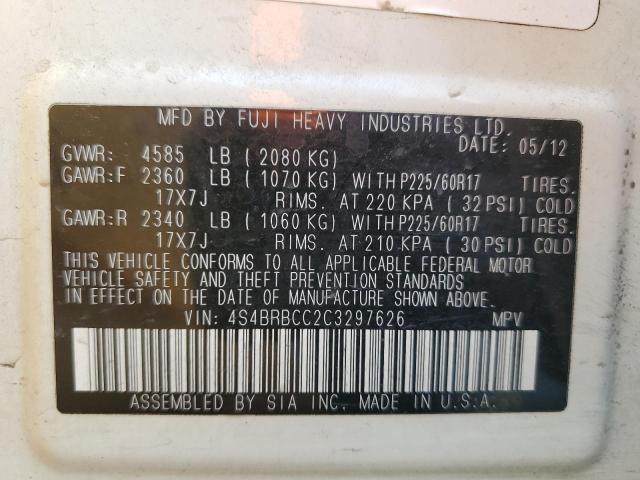 MFD BY FUJI HEAVY INDUSTRIES LTD.
DATE: 05/12
GVWR: 4585 LB ( 2080 KG)
GAWR:F 2360 LB ( 1070 KG) WITH P225/60R17 TIRES.
17X7J RIMS. AT 220 KPA ( 32 PSI) COLD
GAWR:R 2340 LB ( 1060 KG) WITH P225/60R17 TIRES.
17X7J RIMS. AT 210 KPA ( 30 PSI) COLD
THIS VEHICLE CONFORMS TO ALL APPLICABLE FEDERAL MOTOR
VEHICLE SAFETY AND THEFT PREVENTION STANDARDS
IN EFFECT ON THE DATE OF MANUFACTURE SHOWN ABOVE.
VIN: 4S4BRBCC2C3297626 MPV
ASSEMBLED BY SIA INC. MADE IN U.S.A.